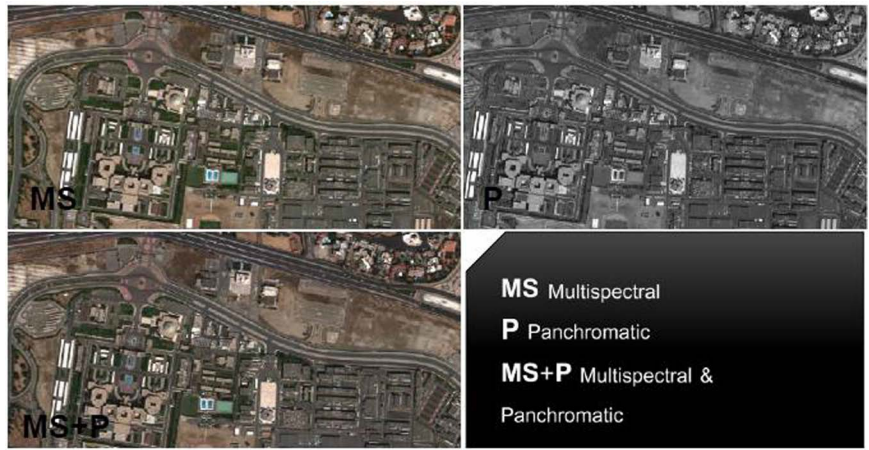 MS
P
MS+P
MS Multispectral
P Panchromatic
MS+P Multispectral &
Panchromatic